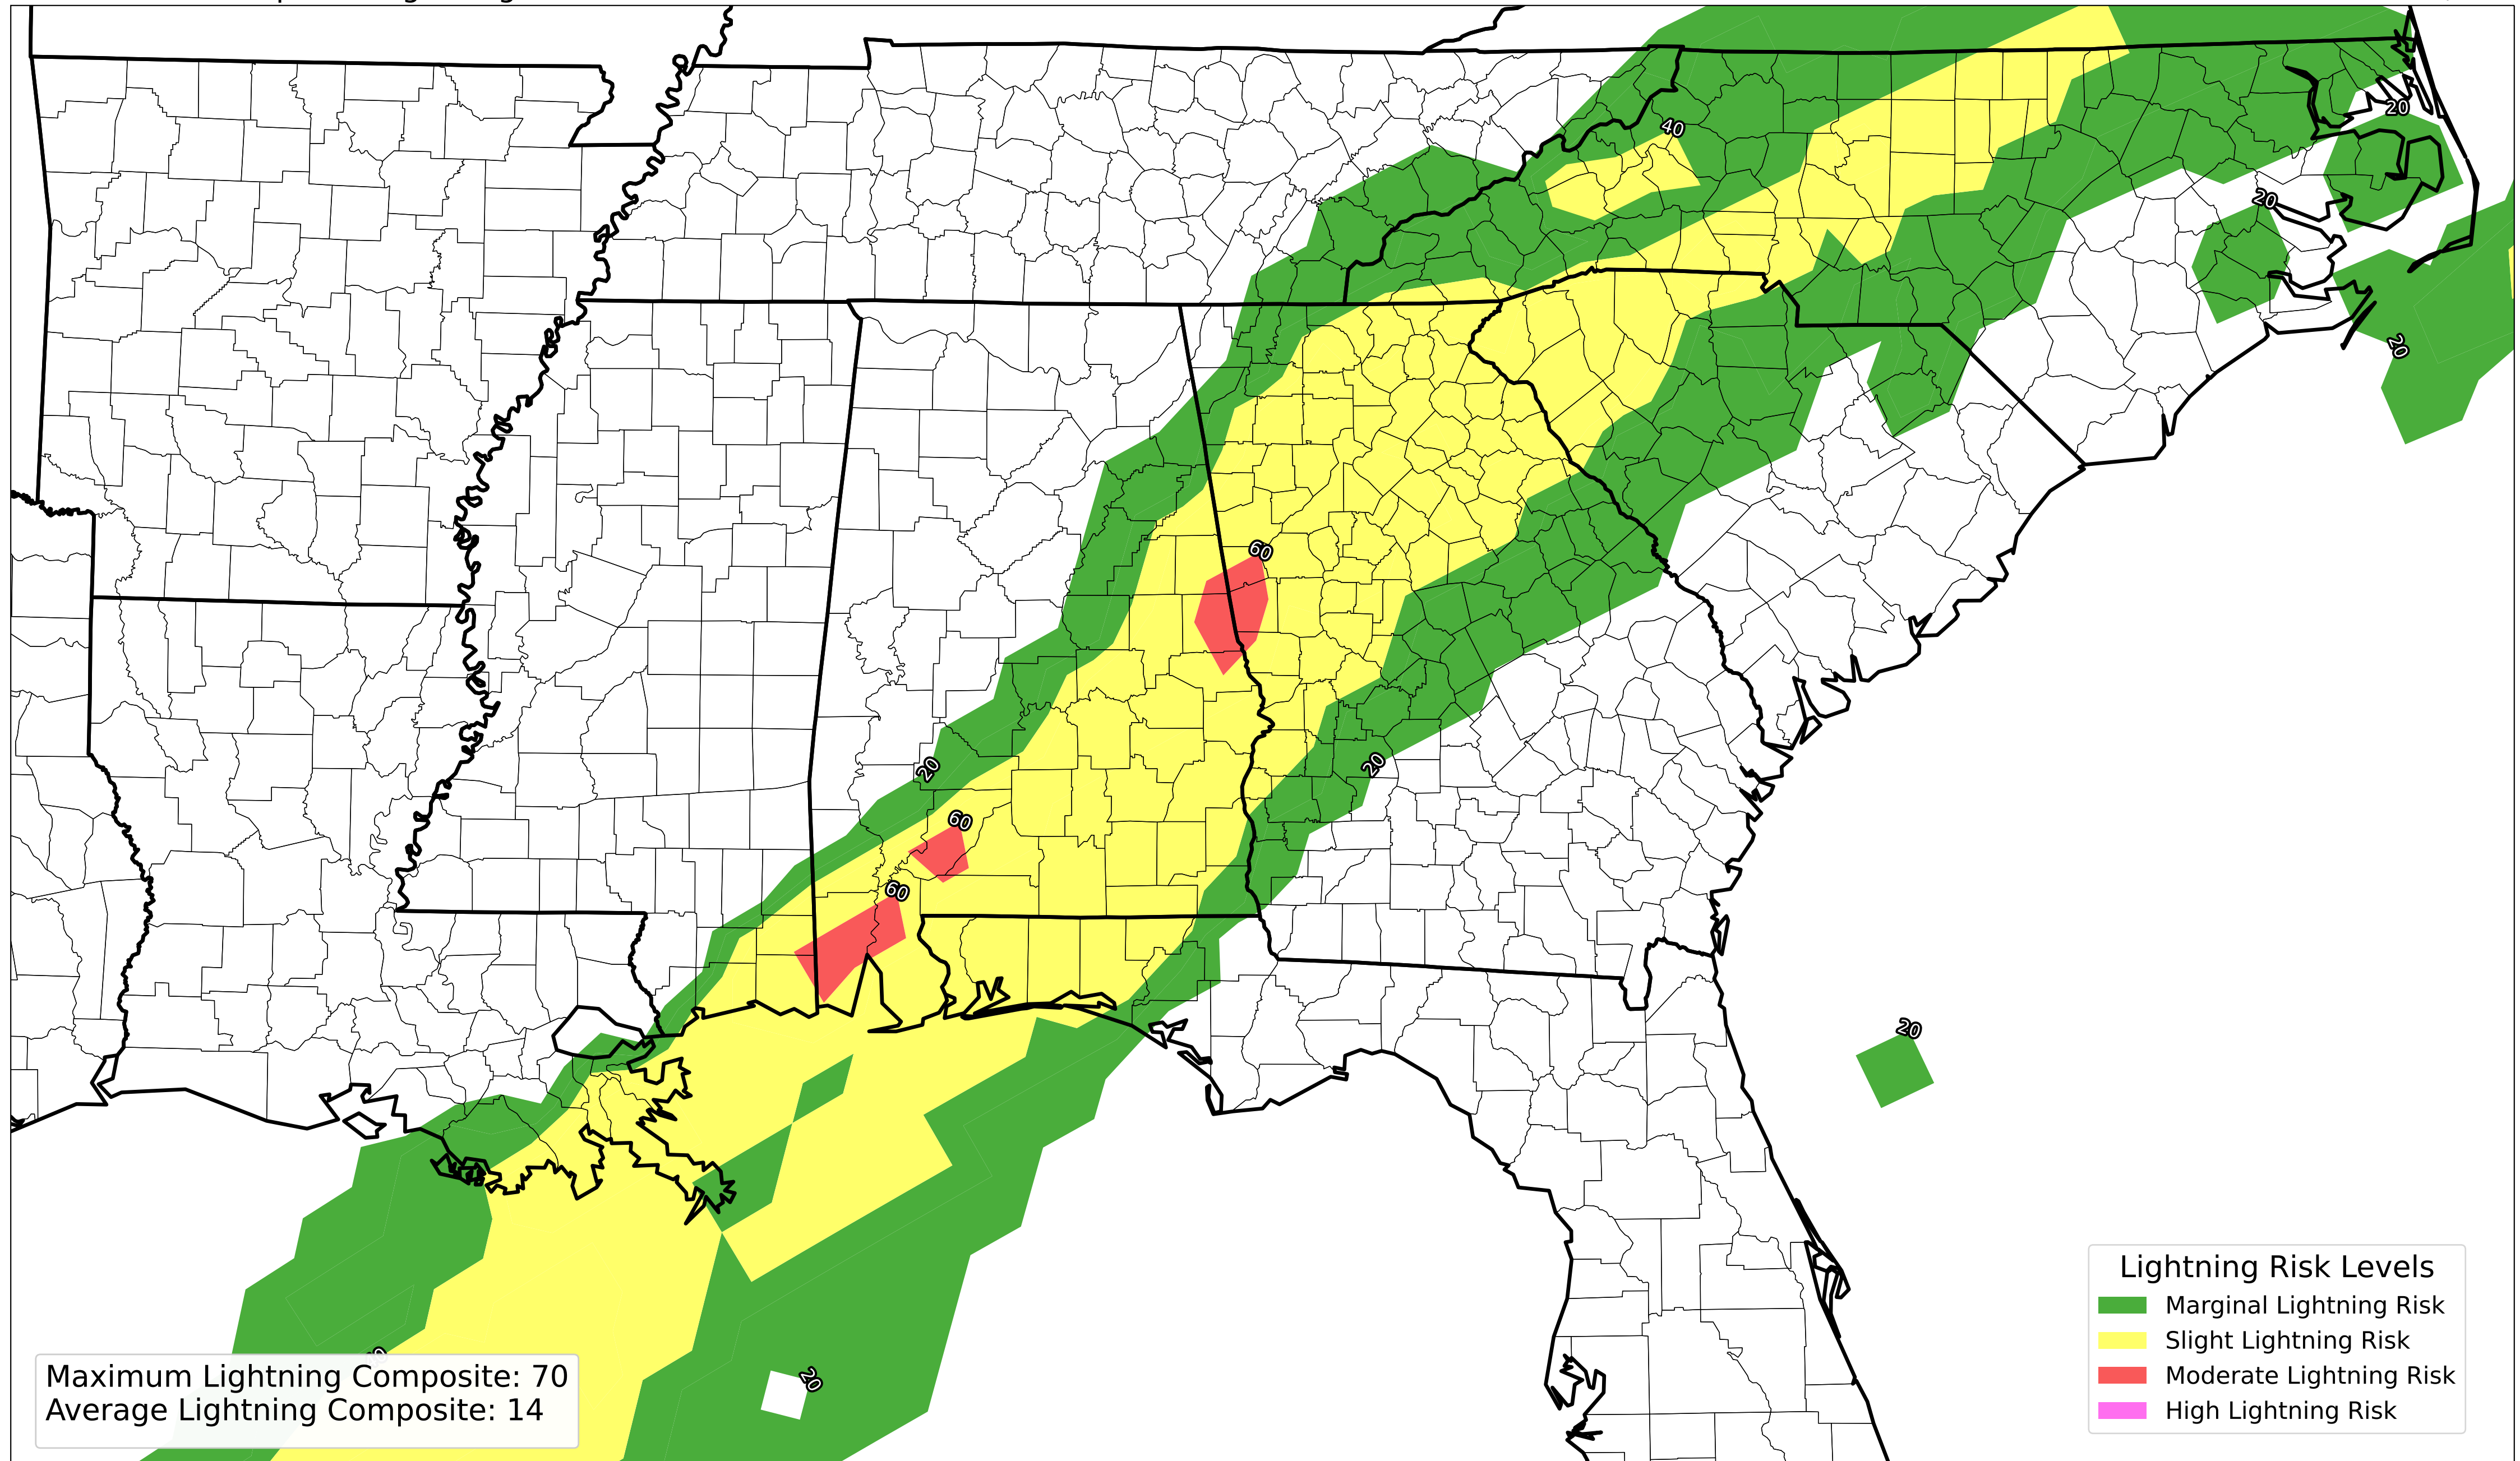 20
40
20
20
60
20
20
60
60
20
20
Lightning Risk Levels
Marginal Lightning Risk
Slight Lightning Risk
Moderate Lightning Risk
High Lightning Risk
Maximum Lightning Composite: 70
Average Lightning Composite: 14